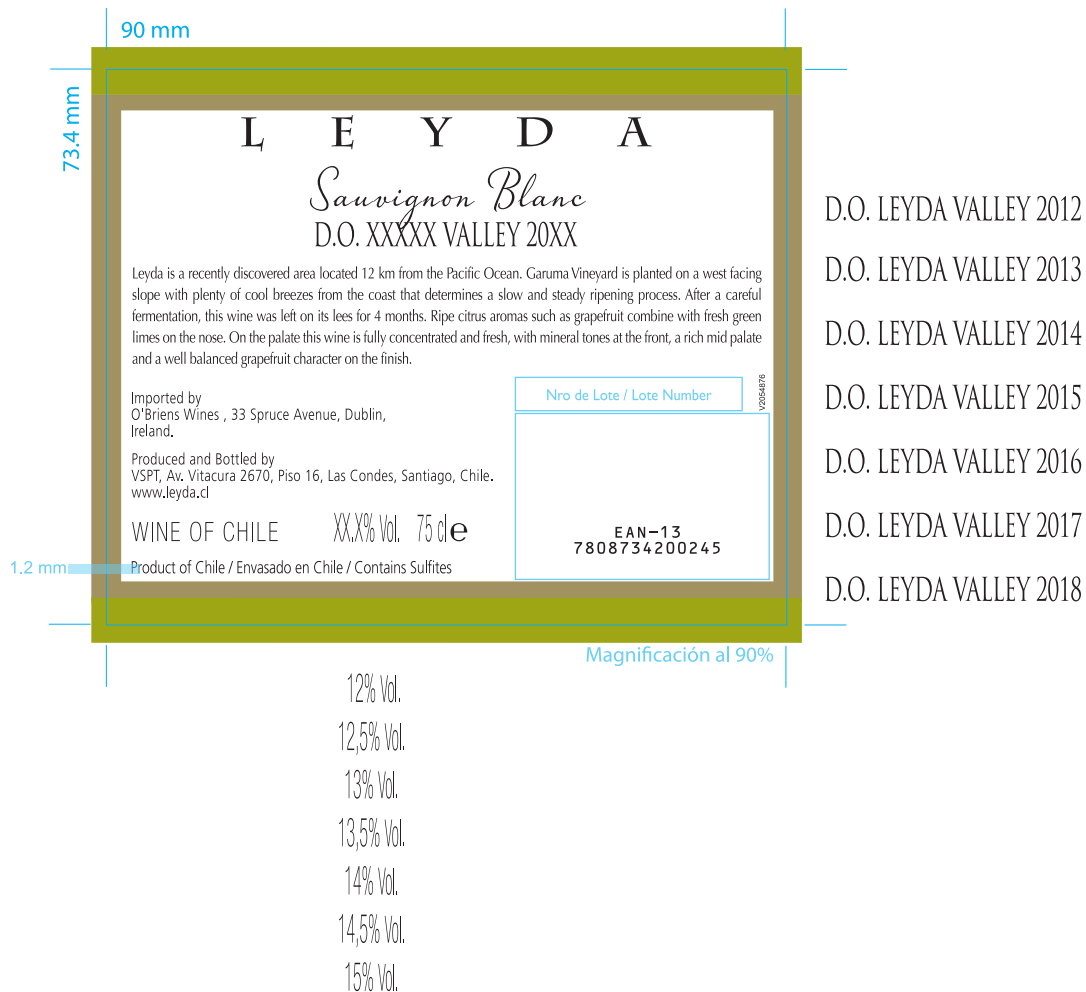 90 mm
73.4 mm
L E Y D A
Sauvignon Blanc
D.O. XXXXX VALLEY 20XX
Leyda is a recently discovered area located 12 km from the Pacific Ocean. Garuma Vineyard is planted on a west facing
slope with plenty of cool breezes from the coast that determines a slow and steady ripening process. After a careful
fermentation, this wine was left on its lees for 4 months. Ripe citrus aromas such as grapefruit combine with fresh green
limes on the nose. On the palate this wine is fully concentrated and fresh, with mineral tones at the front, a rich mid palate
and a well balanced grapefruit character on the finish.
Imported by
O'Briens Wines , 33 Spruce Avenue, Dublin,
Ireland.
Produced and Bottled by
VSPT, Av. Vitacura 2670, Piso 16, Las Condes, Santiago, Chile.
www.leyda.cl
WINE OF CHILE XX.X% Vol. 75 cl e
1.2 mm
Product of Chile / Envasado en Chile / Contains Sulfites
Nro de Lote / Lote Number
V2054876
EAN-13
7808734200245
Magnificación al 90%
D.O. LEYDA VALLEY 2012
D.O. LEYDA VALLEY 2013
D.O. LEYDA VALLEY 2014
D.O. LEYDA VALLEY 2015
D.O. LEYDA VALLEY 2016
D.O. LEYDA VALLEY 2017
D.O. LEYDA VALLEY 2018
12% Vol.
12,5% Vol.
13% Vol.
13,5% Vol.
14% Vol.
14,5% Vol.
15% Vol.